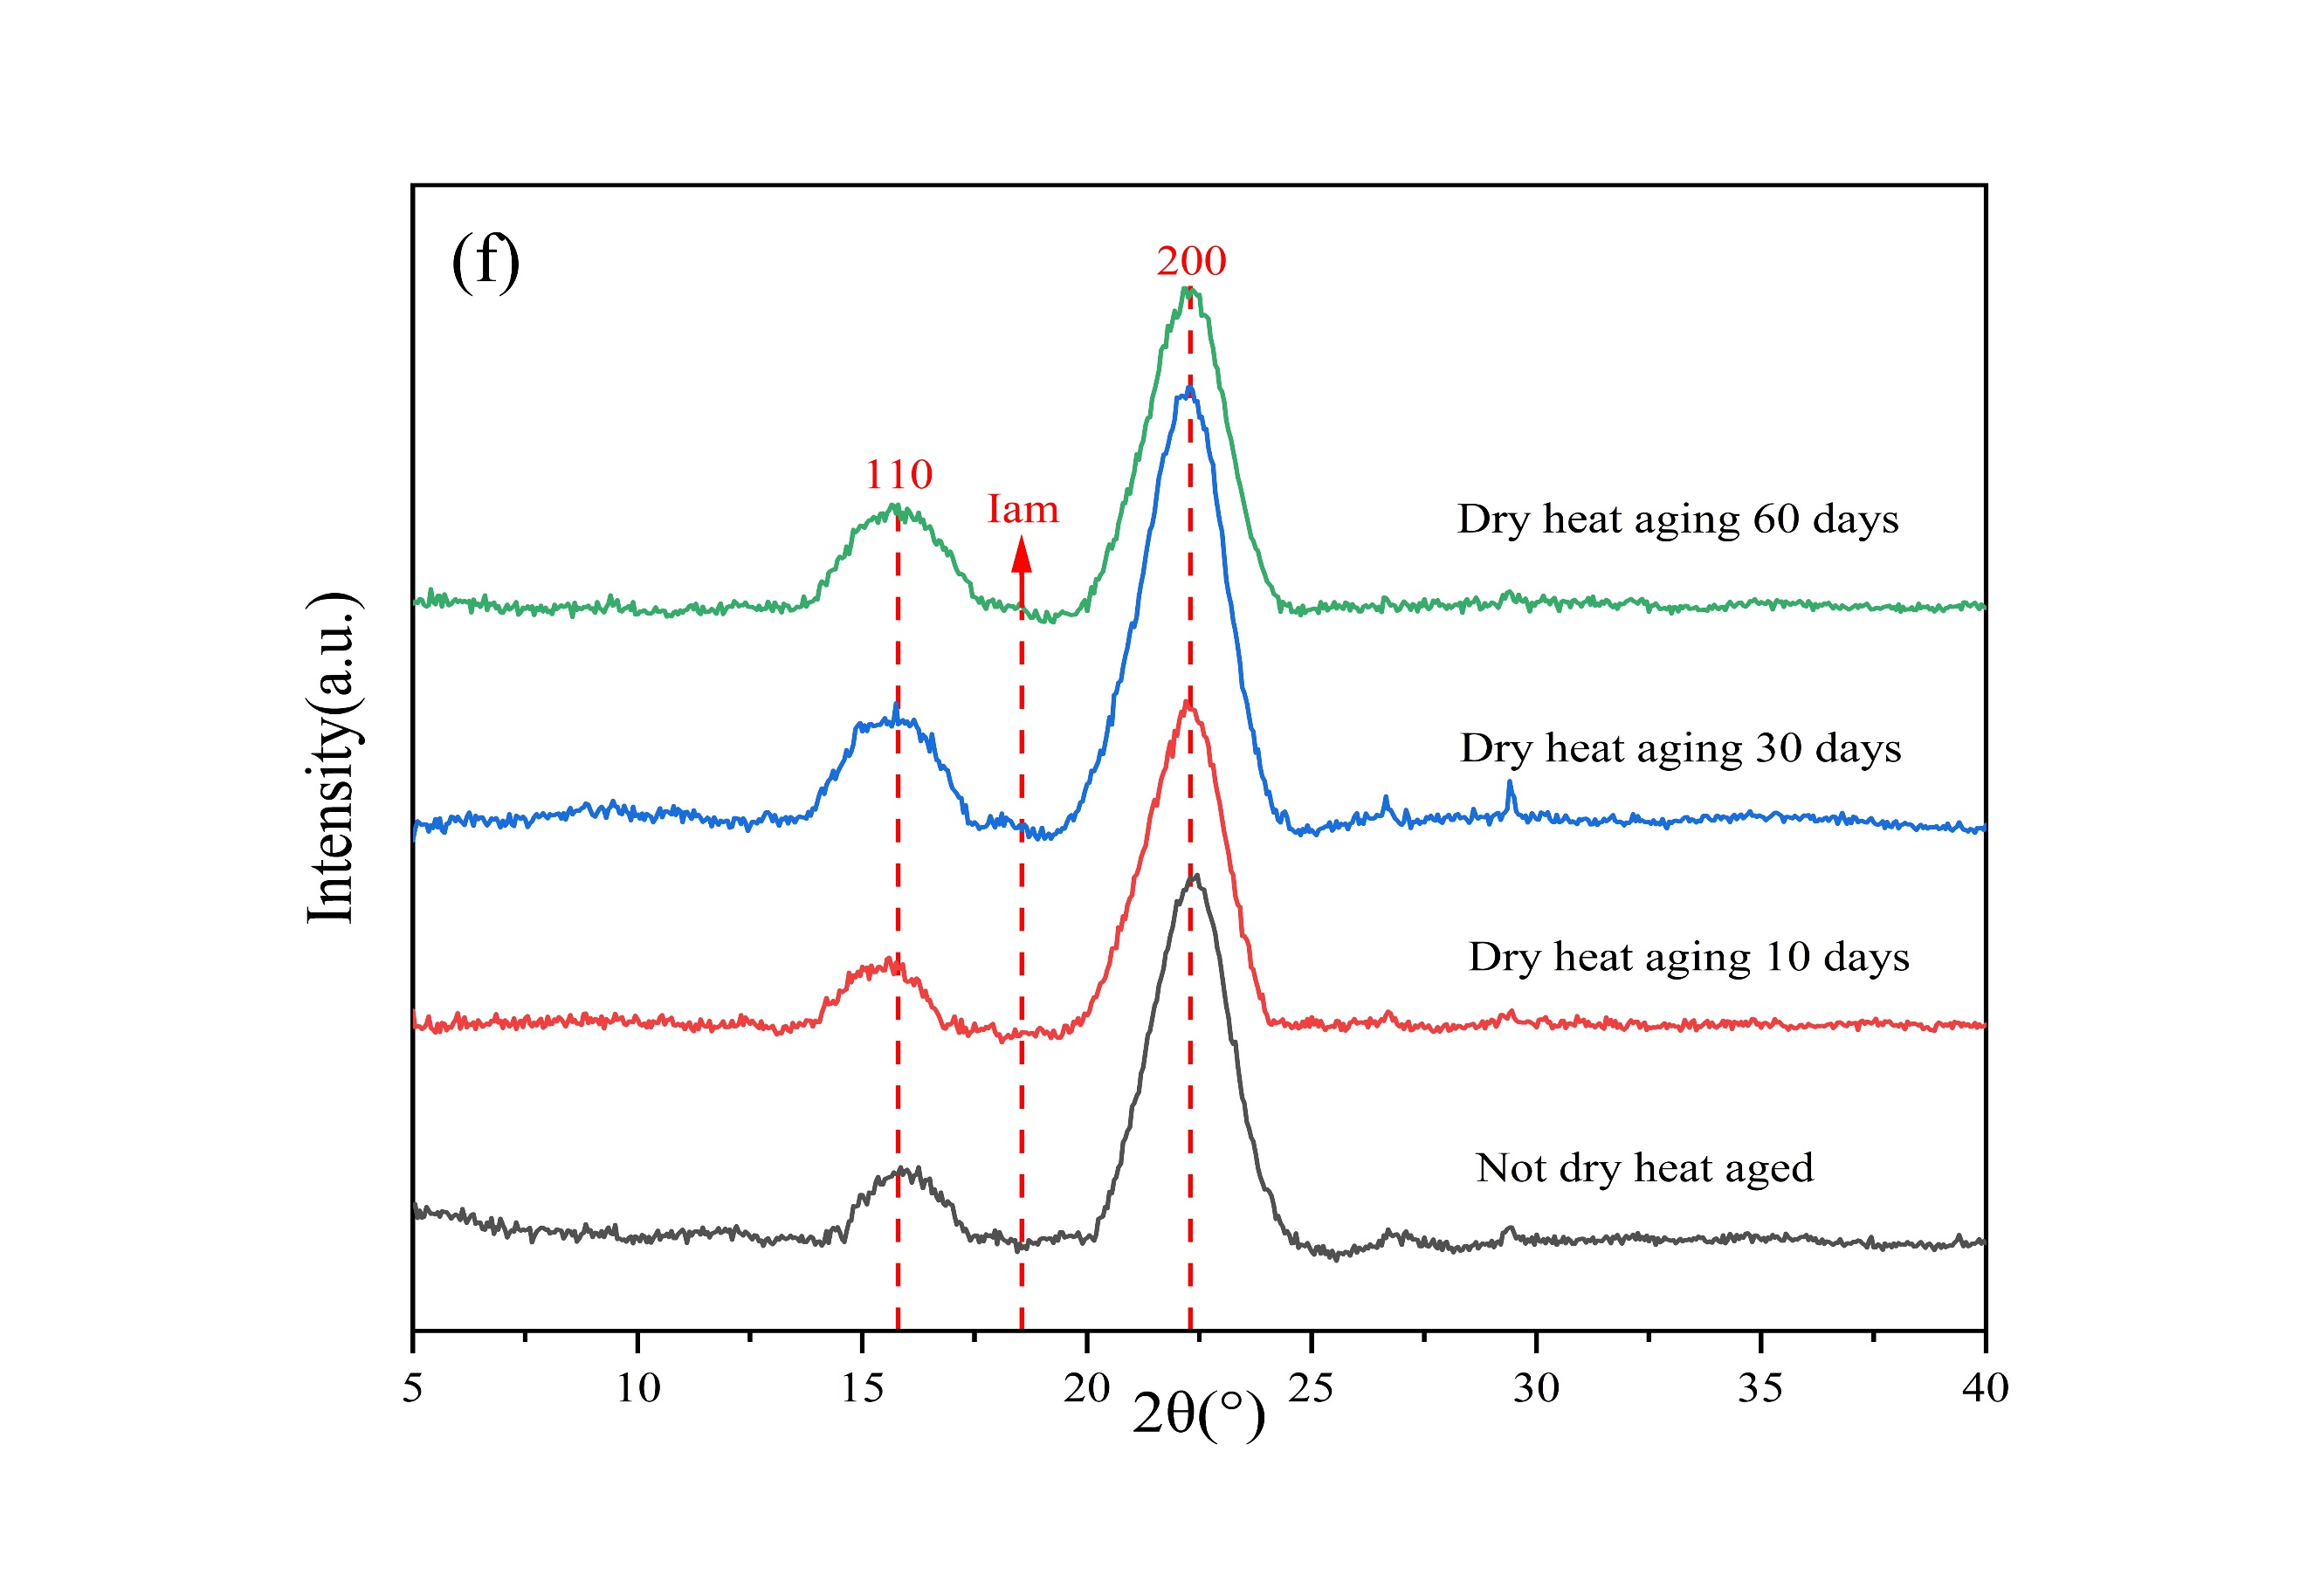 (f)
200
110
Iam
Dry heat aging 60 days
Dry heat aging 30 days
Dry heat aging 10 days
Not dry heat aged
Intensity(a.u.)
5 10 15 20 25 30 35 40
2θ(°)